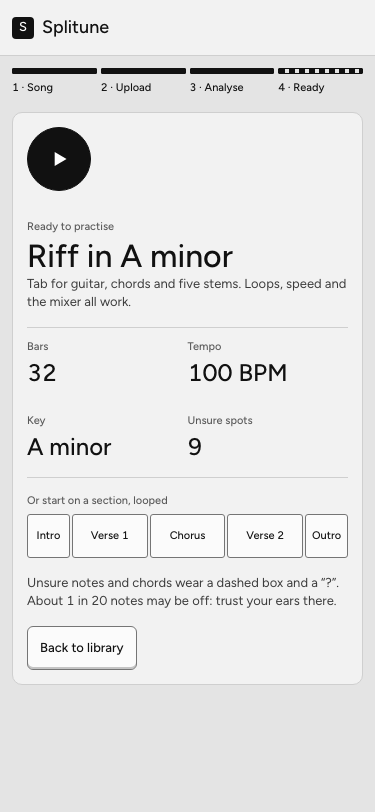 S Splitune
1 · Song 2 · Upload 3 · Analyse 4 · Ready
Ready to practise
Riff in A minor
Tab for guitar, chords and five stems. Loops, speed and
the mixer all work.
Bars Tempo
32 100 BPM
Key Unsure spots
A minor 9
Or start on a section, looped
Intro Verse 1 Chorus Verse 2 Outro
Unsure notes and chords wear a dashed box and a “?”.
About 1 in 20 notes may be off: trust your ears there.
Back to library